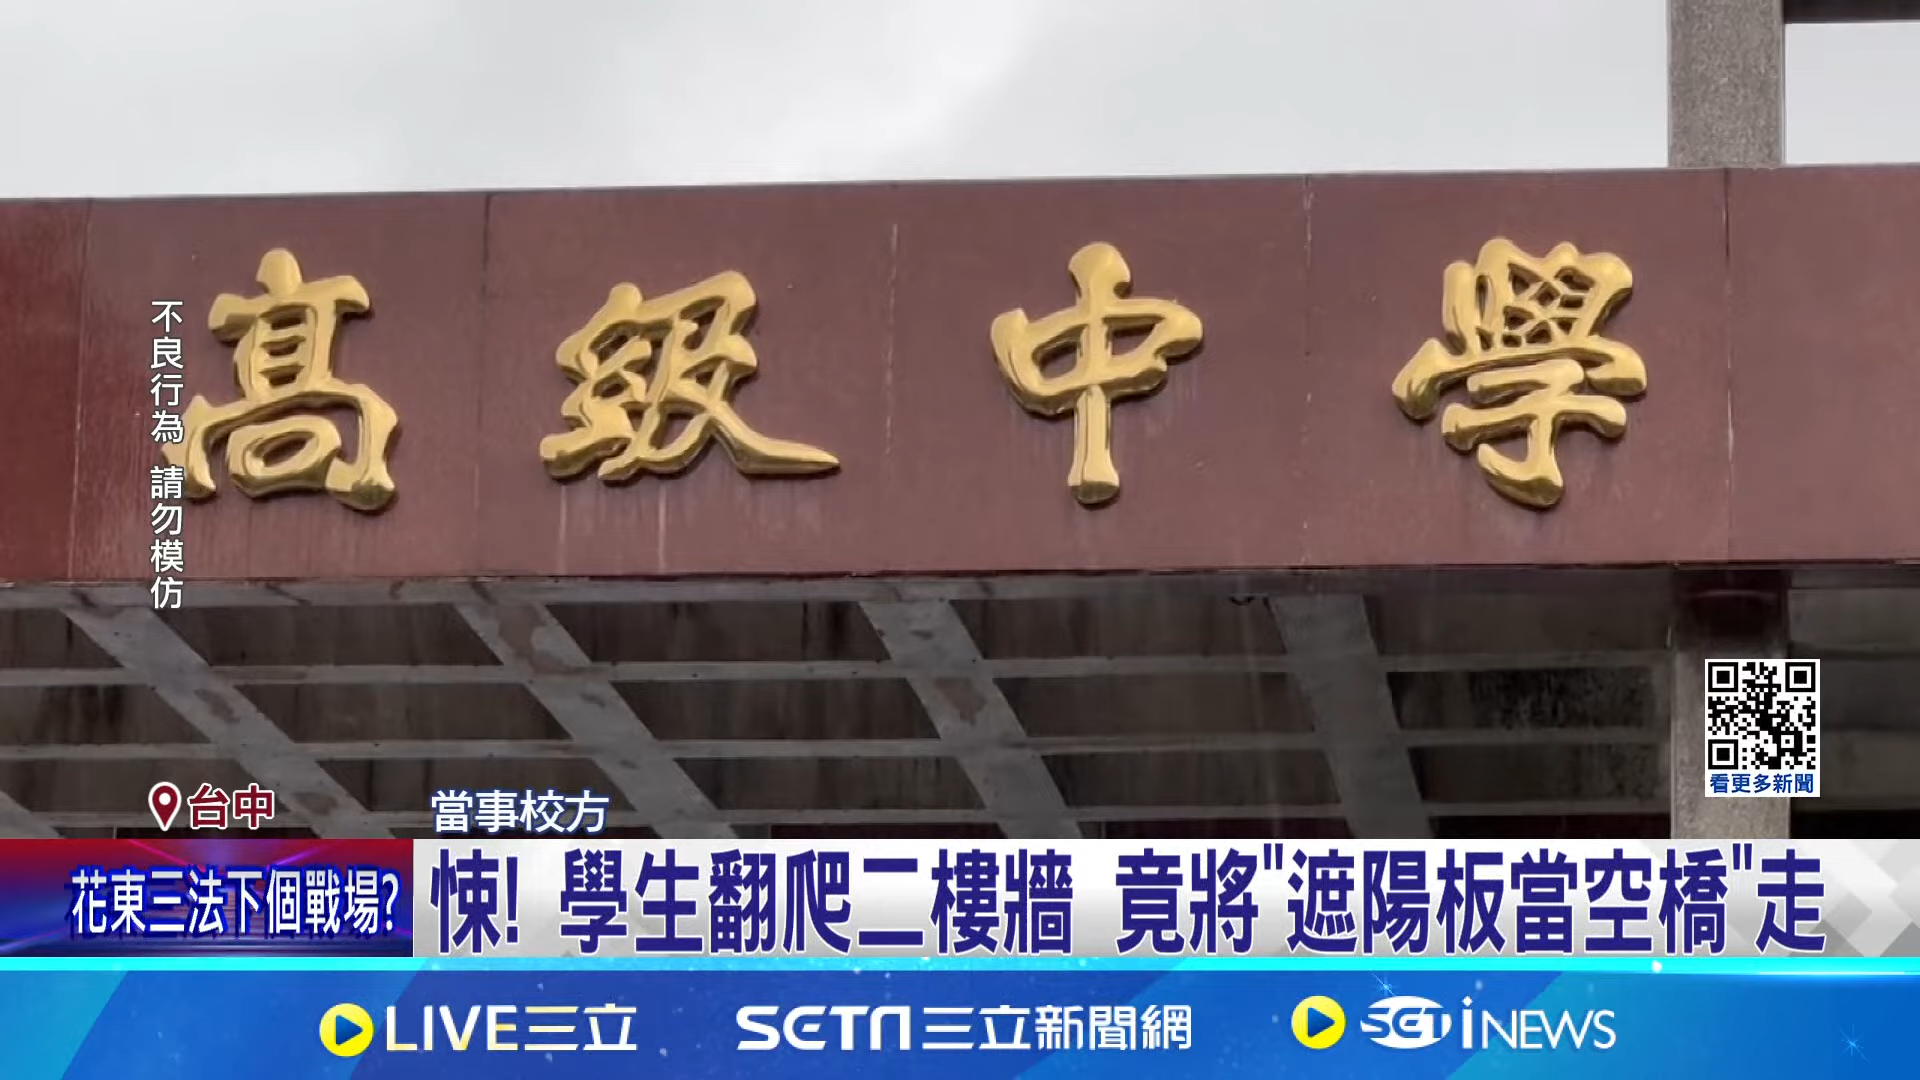 高級中學
不良行為 請勿模仿
看更多新聞
台中
當事校方
花東三法下個戰場?
悚! 學生翻爬二樓牆 竟將"遮陽板當空橋"走
LIVE三立
SETN三立新聞網
SET iNEWS